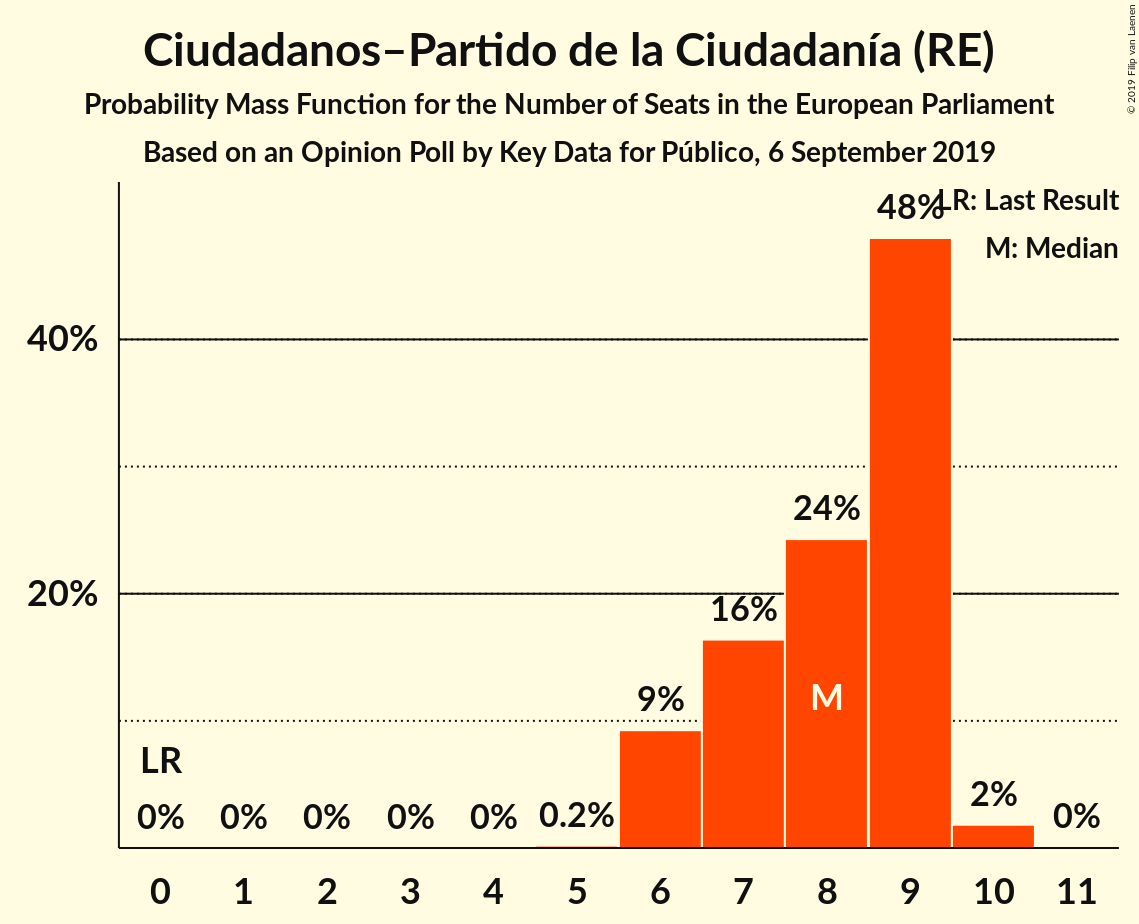 Ciudadanos–Partido de la Ciudadanía (RE)
Probability Mass Function for the Number of Seats in the European Parliament
Based on an Opinion Poll by Key Data for Público, 6 September 2019
© 2019 Filip van Laenen
LR: Last Result
M: Median
48%
40%
24%
20%
16%
9%
M
LR
0% 0% 0% 0% 0% 0.2% 2% 0%
0 1 2 3 4 5 6 7 8 9 10 11